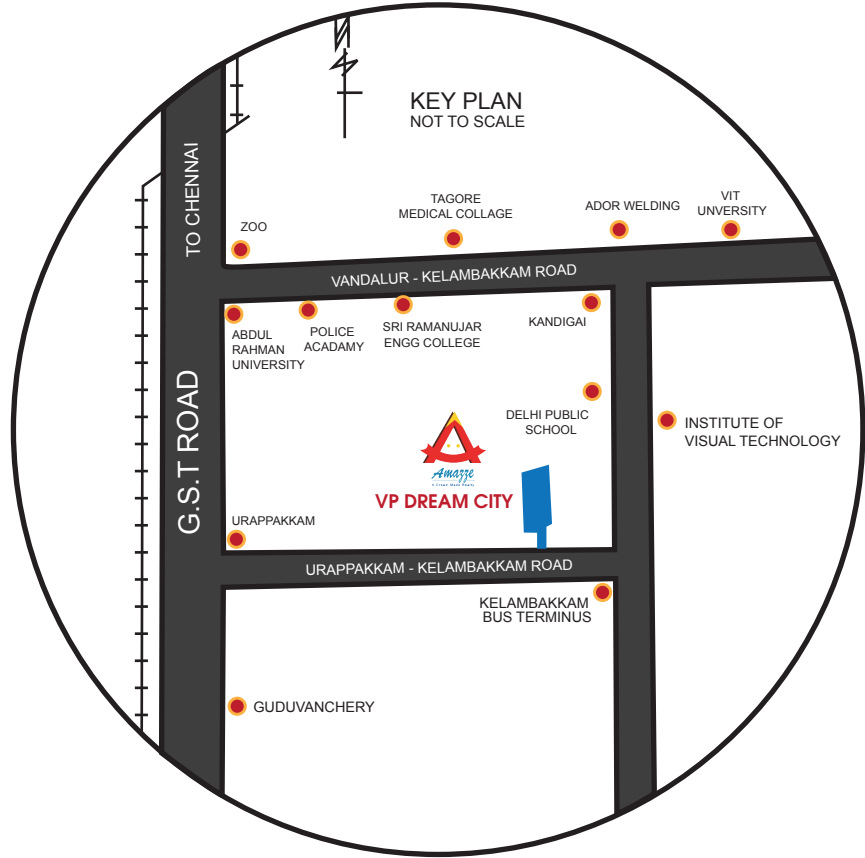 KEY PLAN
NOT TO SCALE
TO CHENNAI
ZOO
TAGORE
MEDICAL COLLAGE
ADOR WELDING
VIT
UNVERSITY
VANDALUR - KELAMBAKKAM ROAD
ABDUL
RAHMAN
UNIVERSITY
POLICE
ACADAMY
SRI RAMANUJAR
ENGG COLLEGE
KANDIGAI
G.S.T ROAD
DELHI PUBLIC
SCHOOL
INSTITUTE OF
VISUAL TECHNOLOGY
Amazze
VP DREAM CITY
URAPPAKKAM
URAPPAKKAM - KELAMBAKKAM ROAD
KELAMBAKKAM
BUS TERMINUS
GUDUVANCHERY